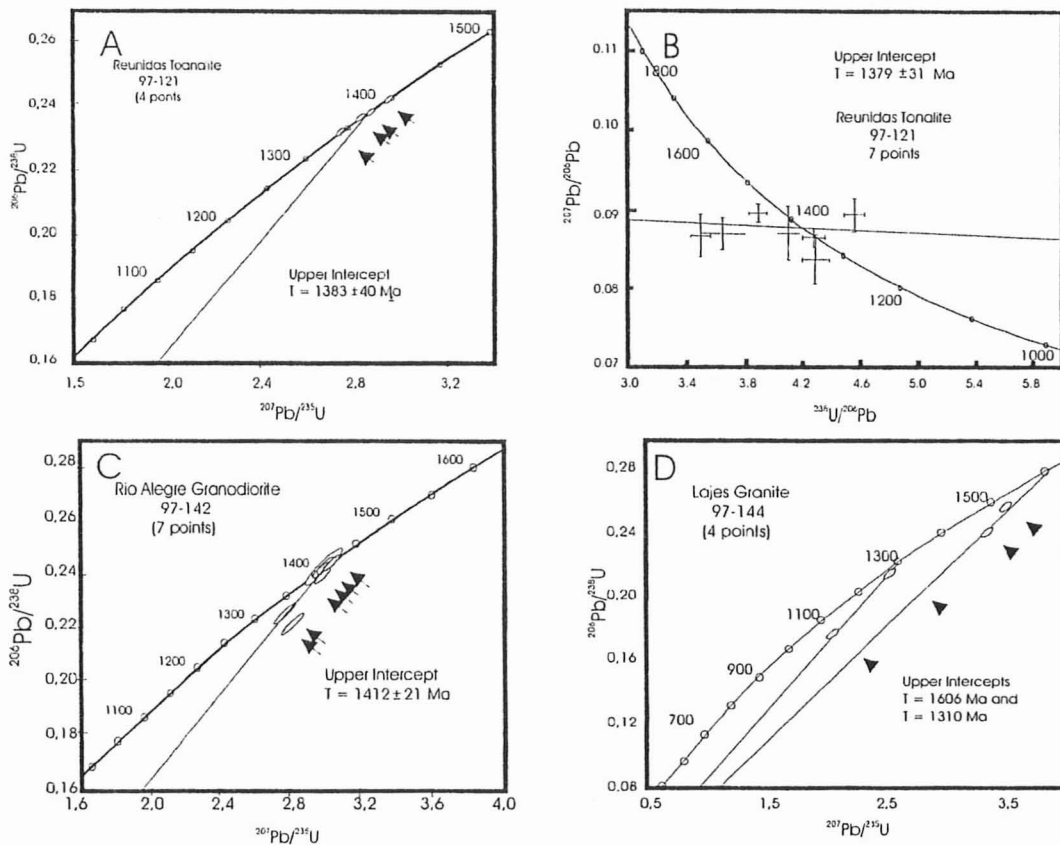 A
Reunidas Toanalite
97-121
(4 ponts
1500
1400
1300
1200
1100
Upper Intercept
T = 1383 ±40 Ma
0,26
0,24
0,22
0,20
0,18
0,16
1,5
2,0
2,4
2,8
3,2
206Pb/238U
207Pb/235U
B
Upper Intercept
T = 1379 ±31 Ma
Reunidas Tonalite
97-121
7 points
1800
1600
1400
1200
1000
0.11
0.10
0.09
0.08
0.07
3.0
3.4
3.8
4.2
4.6
5.4
5.8
207Pb/206Pb
238U/206Pb
C
Rio Alegre Granodiorite
97-142
(7 points)
1600
1500
1400
1300
1200
1100
Upper Intercept
T = 1412±21 Ma
0,28
0,26
0,24
0,22
0,20
0,18
0,16
1,6
2,0
2,4
2,8
3,2
3,6
4,0
206Pb/238U
207Pb/235U
D
Lajes Granite
97-144
(4 points)
1500
1300
1100
900
700
Upper Intercepts
T = 1606 Ma and
T = 1310 Ma
0,28
0,24
0,20
0,16
0,12
0,08
0,5
1,5
2,5
3,5
206Pb/238U
207Pb/235U